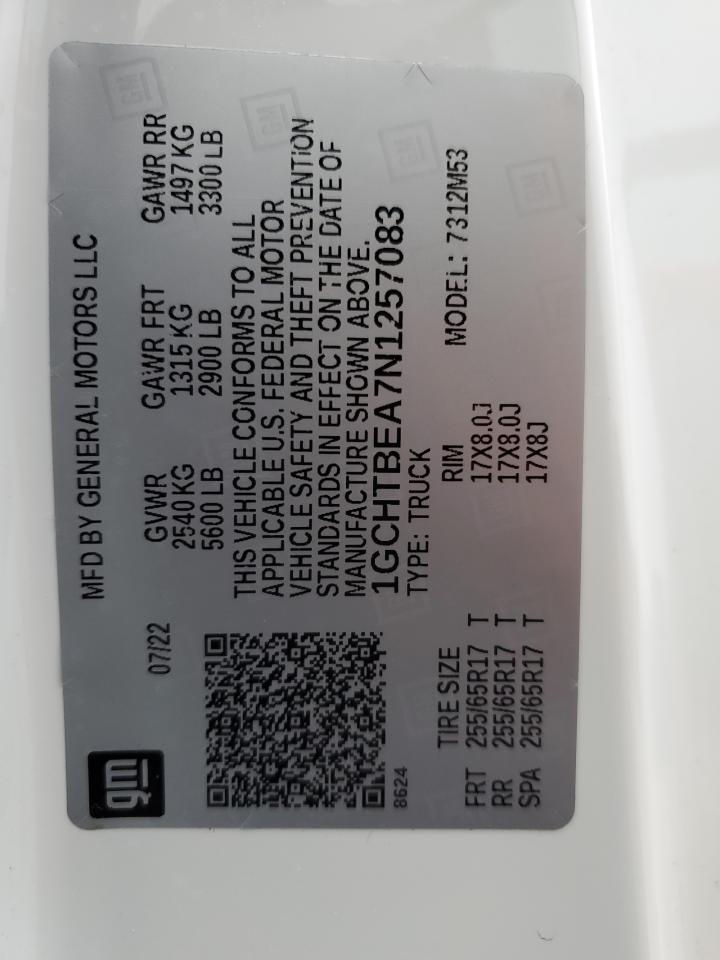 gm
MFD BY GENERAL MOTORS LLC
07/22
GVWR GAWR FRT GAWR RR
2540 KG 1315 KG 1497 KG
5600 LB 2900 LB 3300 LB
THIS VEHICLE CONFORMS TO ALL
APPLICABLE U.S. FEDERAL MOTOR
VEHICLE SAFETY AND THEFT PREVENTION
STANDARDS IN EFFECT ON THE DATE OF
MANUFACTURE SHOWN ABOVE.
1GCHTBEA7N1257083
8624
TYPE: TRUCK
TIRE SIZE RIM MODEL: 7312M53
FRT 255/65R17 T 17X8.0J
RR 255/65R17 T 17X8.0J
SPA 255/65R17 T 17X8J